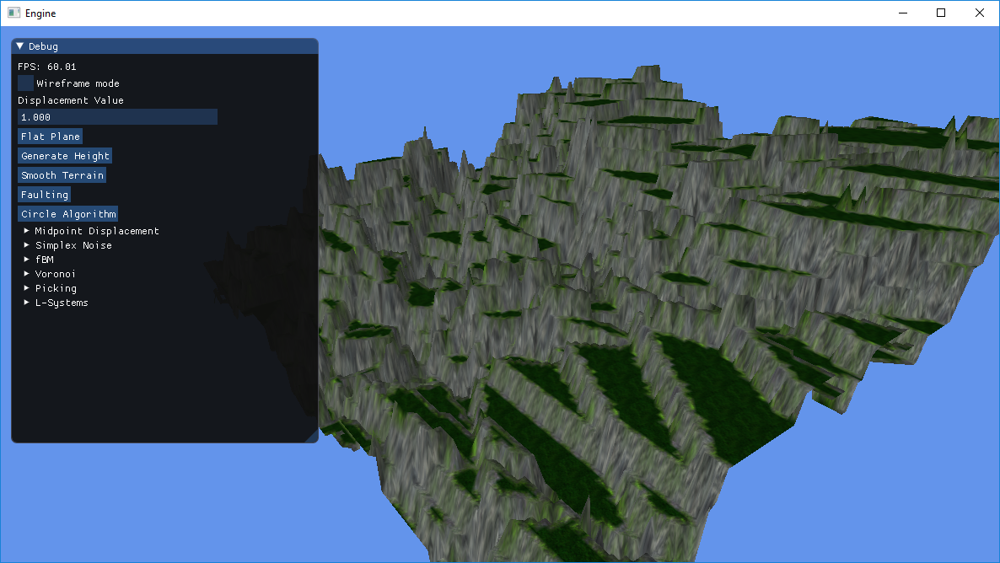 Engine
Debug
FPS: 60.01
Wireframe mode
Displacement Value
1.000
Flat Plane
Generate Height
Smooth Terrain
Faulting
Circle Algorithm
Midpoint Displacement
Simplex Noise
fBM
Voronoi
Picking
L-Systems